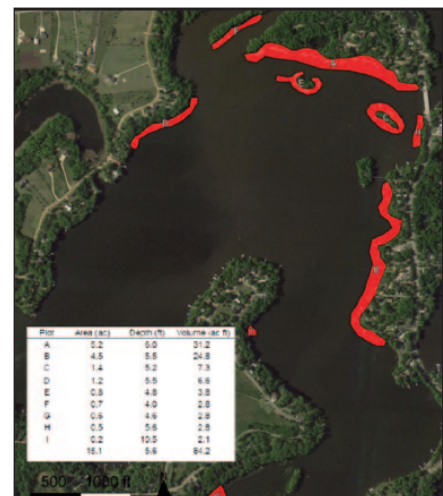 Plot Area (ac) Depth (ft) Volume (ac ft)
A 5.2 6.0 31.2
B 4.5 5.5 24.8
C 1.4 5.2 7.3
D 1.2 5.5 6.6
E 0.8 4.8 3.8
F 0.7 4.0 2.8
G 0.6 4.6 2.8
H 0.5 5.6 2.8
I 0.2 10.5 2.1
15.1 5.6 84.2
500 1000 ft